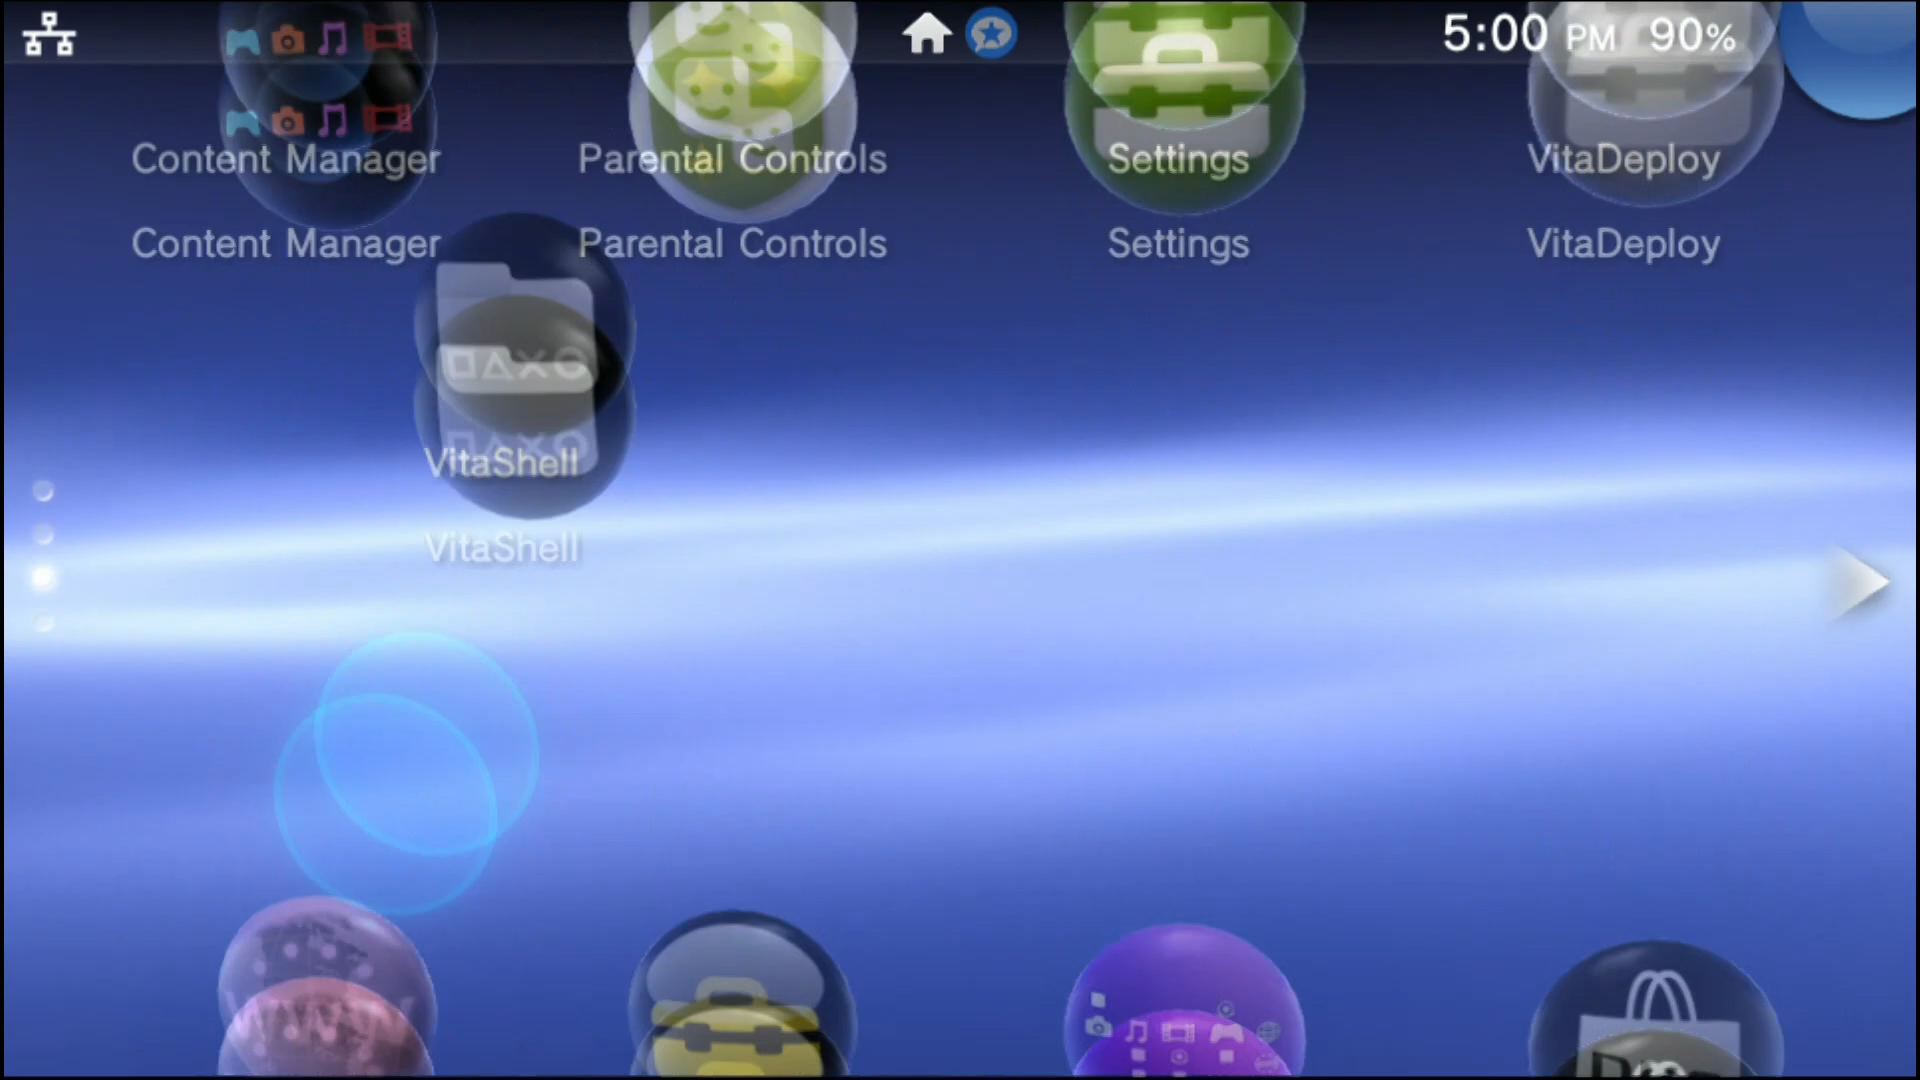 5:00 PM 90%
Content Manager Parental Controls Settings VitaDeploy
Content Manager Parental Controls Settings VitaDeploy
VitaShell
VitaShell